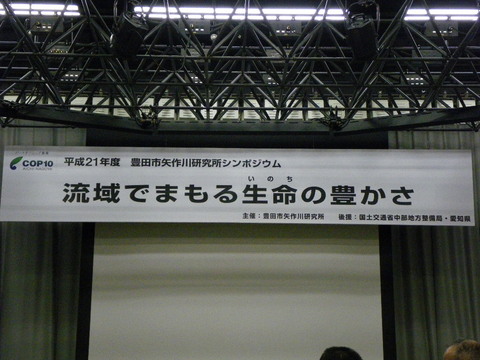 COP10
平成21年度 豊田市矢作川研究所シンポジウム
いのち
流域でまもる生命の豊かさ
主催：豊田市矢作川研究所 後援：国土交通省中部地方整備局・愛知県